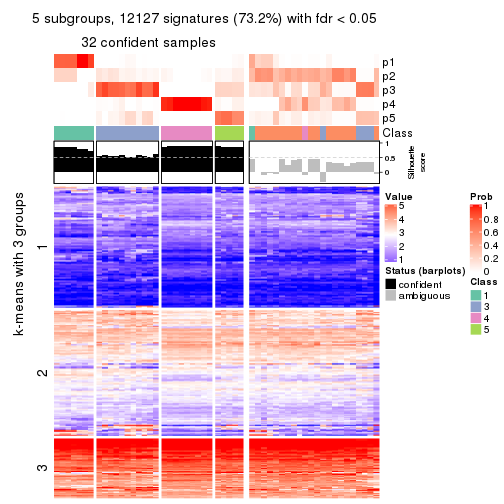 5 subgroups, 12127 signatures (73.2%) with fdr < 0.05
32 confident samples
p1
p2
p3
p4
p5
Class
1
0.5
0
Silhouette
score
k-means with 3 groups
1
2
3
Value
5
4
3
2
1
Status (barplots)
confident
ambiguous
Prob
1
0.8
0.6
0.4
0.2
0
Class
1
3
4
5